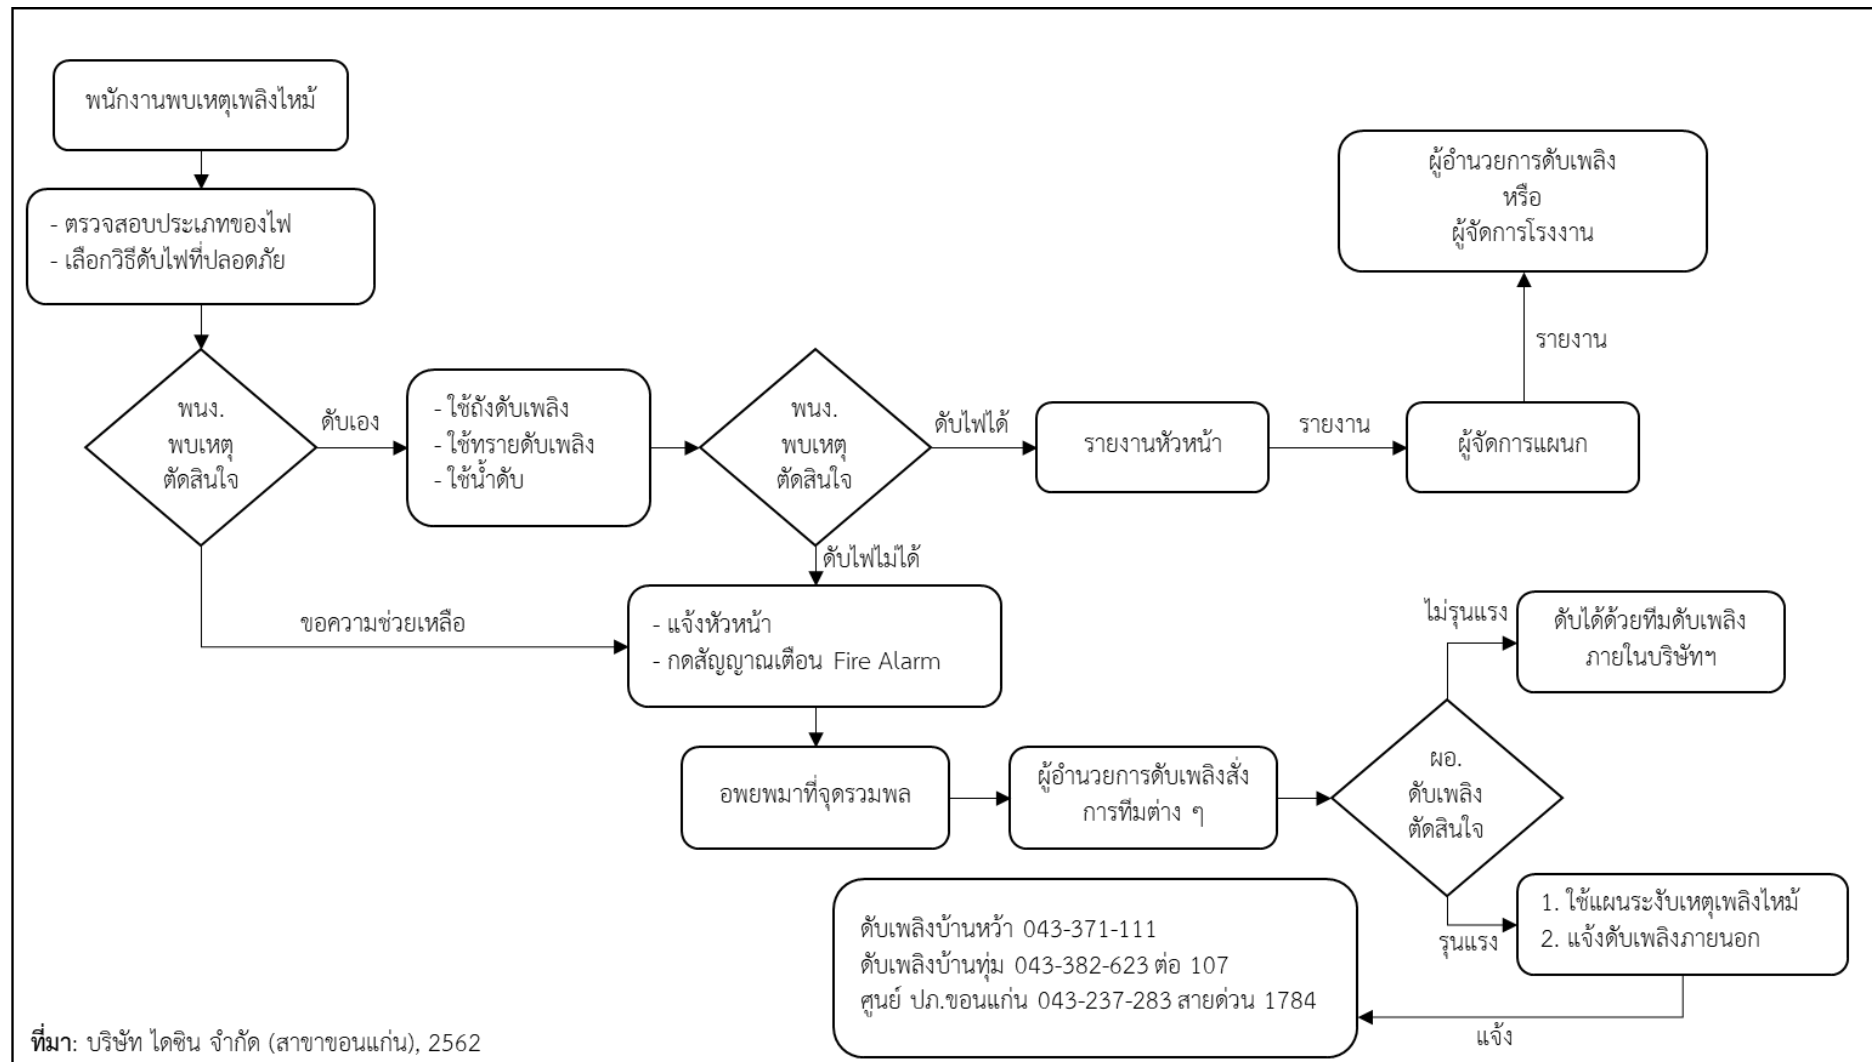 พนักงานพบเหตุเพลิงไหม้
- ตรวจสอบประเภทของไฟ
- เลือกวิธีดับไฟที่ปลอดภัย
พนง.
พบเหตุ
ตัดสินใจ
ดับเอง
- ใช้ถังดับเพลิง
- ใช้ทรายดับเพลิง
- ใช้น้ำดับ
พนง.
พบเหตุ
ตัดสินใจ
ดับไฟได้
รายงานหัวหน้า
รายงาน
ผู้จัดการแผนก
รายงาน
ผู้อำนวยการดับเพลิง
หรือ
ผู้จัดการโรงงาน
ดับไฟไม่ได้
ขอความช่วยเหลือ
- แจ้งหัวหน้า
- กดสัญญาณเตือน Fire Alarm
อพยพมาที่จุดรวมพล
ผู้อำนวยการดับเพลิงสั่ง
การทีมต่าง ๆ
ผอ.
ดับเพลิง
ตัดสินใจ
ไม่รุนแรง
ดับได้ด้วยทีมดับเพลิง
ภายในบริษัทฯ
รุนแรง
1. ใช้แผนระงับเหตุเพลิงไหม้
2. แจ้งดับเพลิงภายนอก
แจ้ง
ดับเพลิงบ้านหว้า 043-371-111
ดับเพลิงบ้านทุ่ม 043-382-623 ต่อ 107
ศูนย์ ปภ.ขอนแก่น 043-237-283 สายด่วน 1784
ที่มา: บริษัท ไดซิน จำกัด (สาขาขอนแก่น), 2562